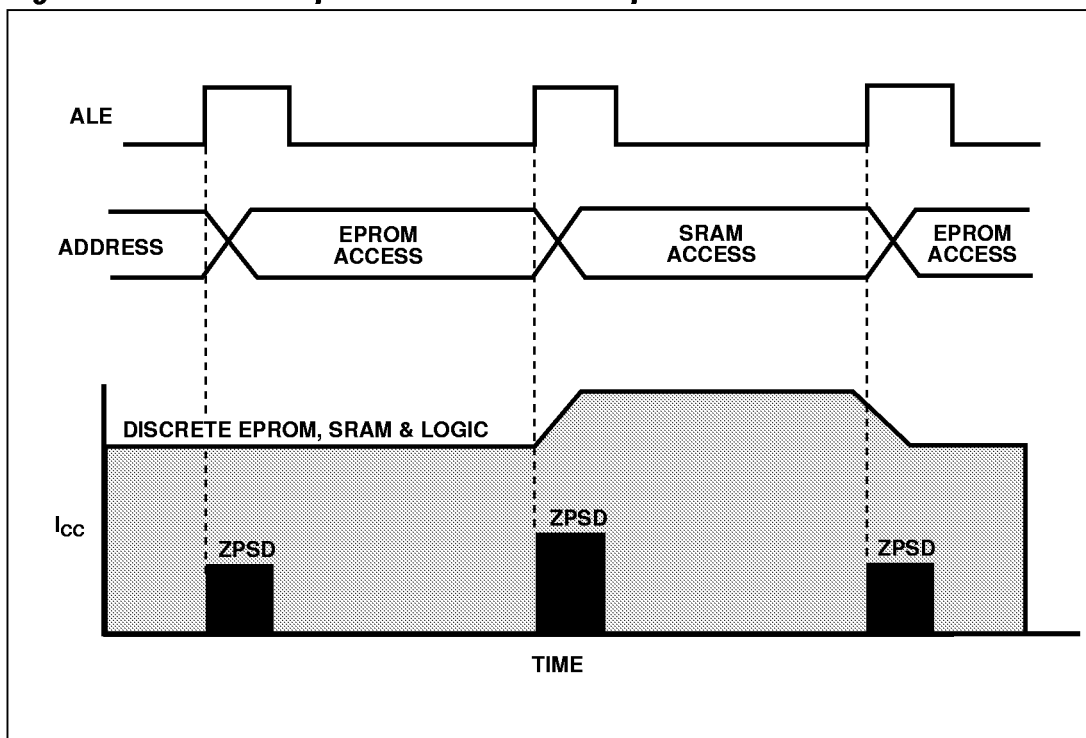 ALE
ADDRESS
EPROM
ACCESS
SRAM
ACCESS
EPROM
ACCESS
DISCRETE EPROM, SRAM & LOGIC
ICC
ZPSD
ZPSD
ZPSD
TIME